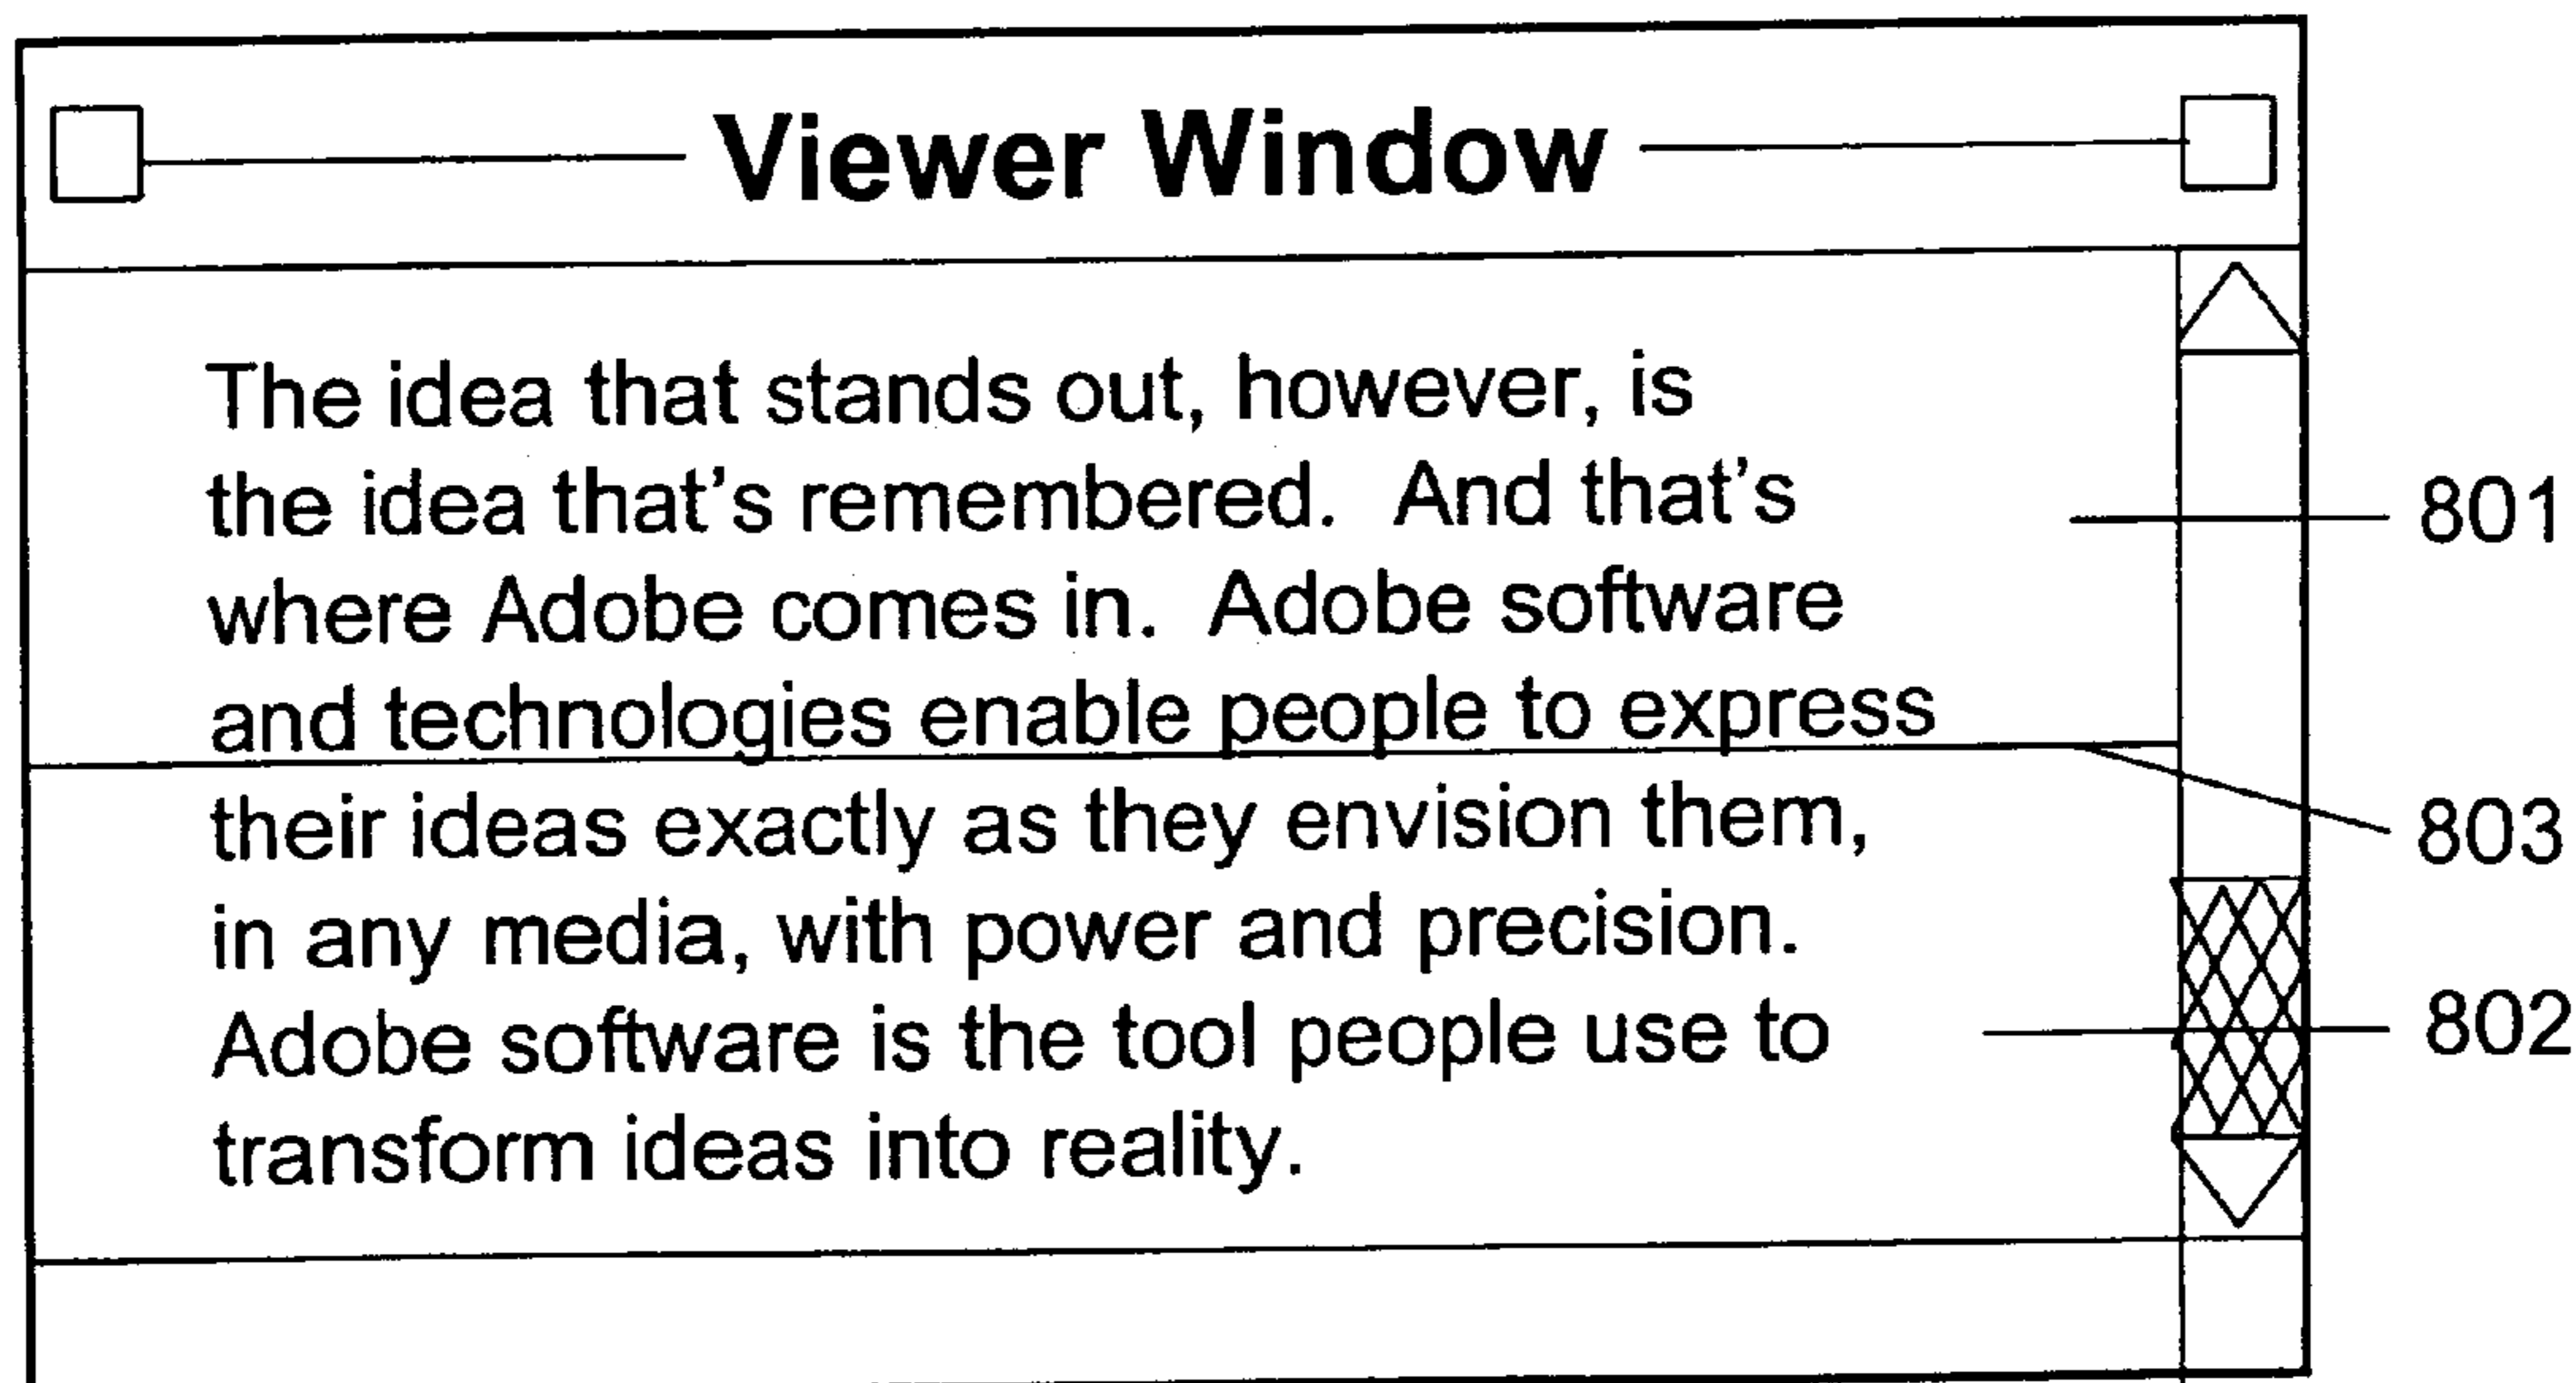 Viewer Window
The idea that stands out, however, is
the idea that's remembered.  And that's
801
where Adobe comes in.  Adobe software
and technologies enable people to express
their ideas exactly as they envision them,
803
in any media, with power and precision.
Adobe software is the tool people use to
802
transform ideas into reality.